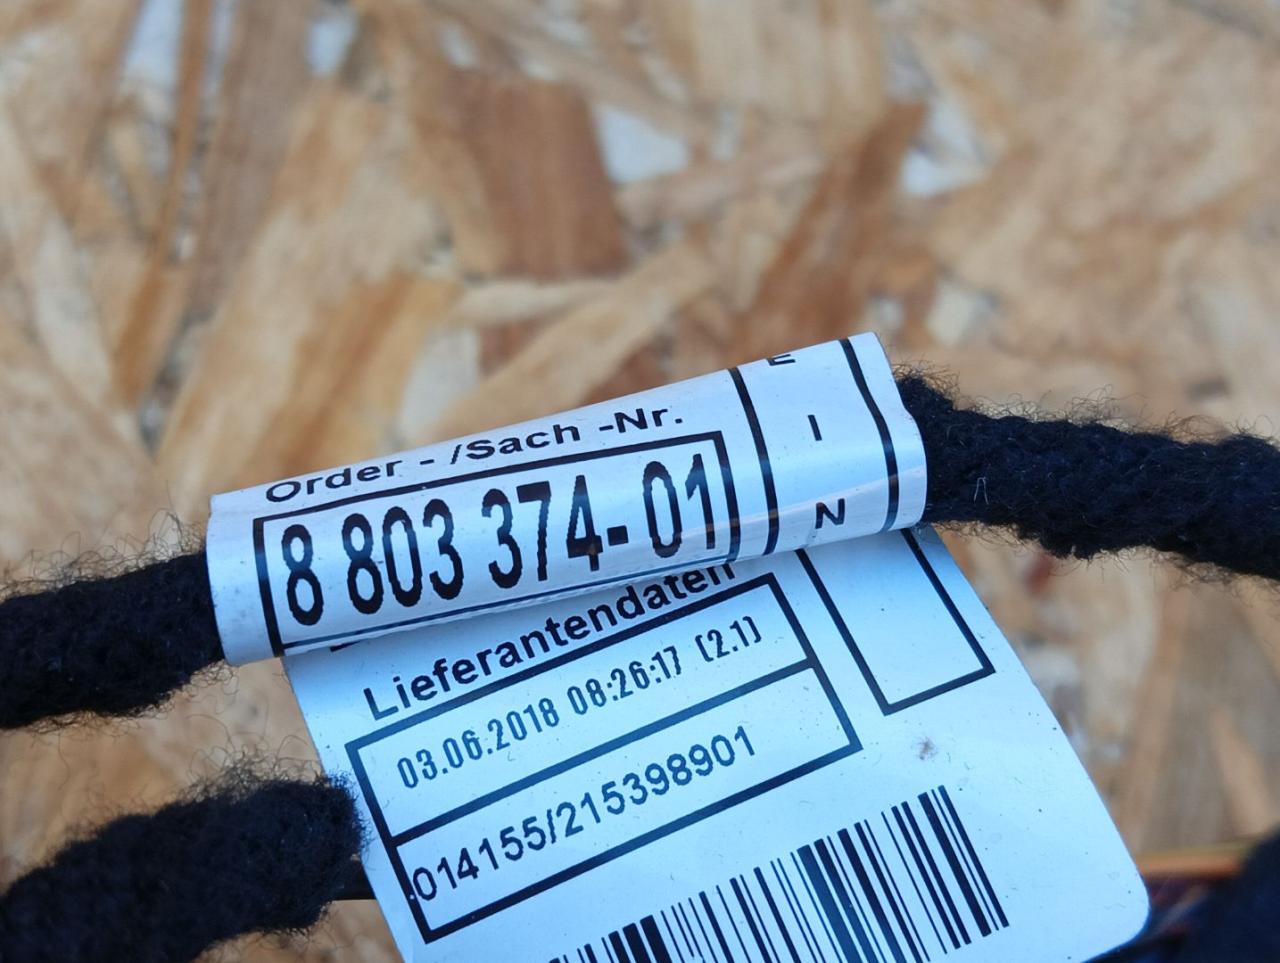 Order - /Sach -Nr.
8 803 374-01
E
I
N
Lieferantendaten
03.06.2018 08:26:17 (2.1)
014155/215398901